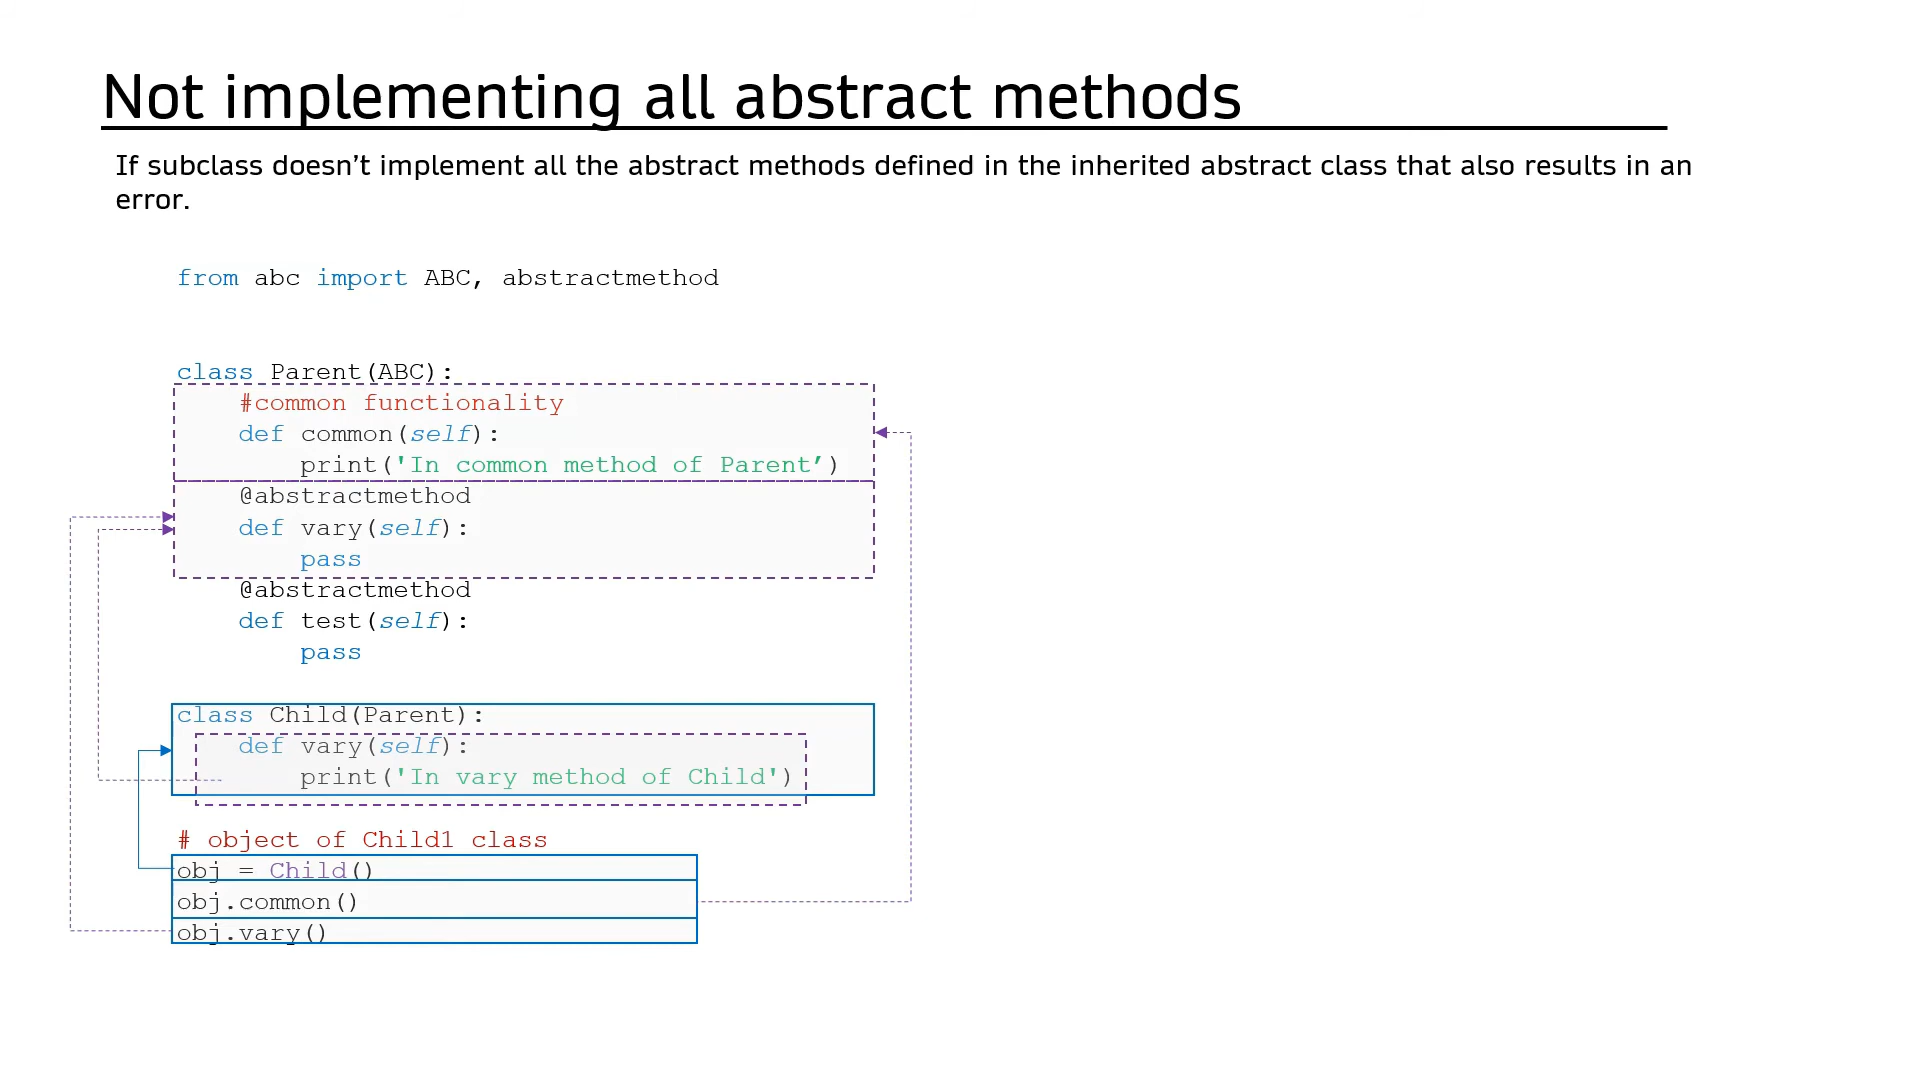 Not implementing all abstract methods
If subclass doesn’t implement all the abstract methods defined in the inherited abstract class that also results in an
error.
from abc import ABC, abstractmethod
class Parent(ABC):
    #common functionality
    def common(self):
        print('In common method of Parent’)
    @abstractmethod
    def vary(self):
        pass
    @abstractmethod
    def test(self):
        pass
class Child(Parent):
    def vary(self):
        print('In vary method of Child')
# object of Child1 class
obj = Child()
obj.common()
obj.vary()